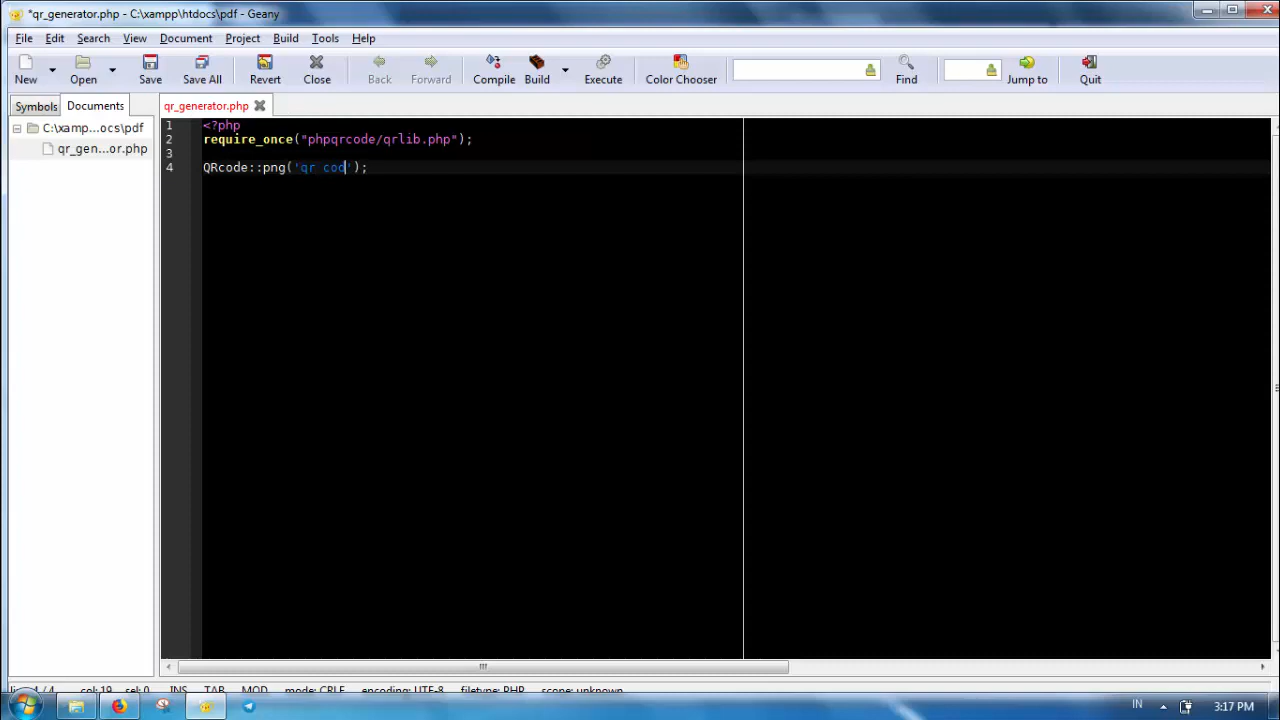 *qr_generator.php - C:\xampp\htdocs\pdf - Geany
File Edit Search View Document Project Build Tools Help
New Open Save Save All Revert Close Back Forward Compile Build Execute Color Chooser Find Jump to Quit
Symbols Documents qr_generator.php
C:\xamp...ocs\pdf
qr_gen...or.php
1 <?php
2 require_once("phpqrcode/qrlib.php");
3
4 QRcode::png('qr cod');
col: 19 sel: 0 INS TAB MOD mode: CRLF encoding: UTF-8 filetype: PHP scope: unknown
IN 3:17 PM